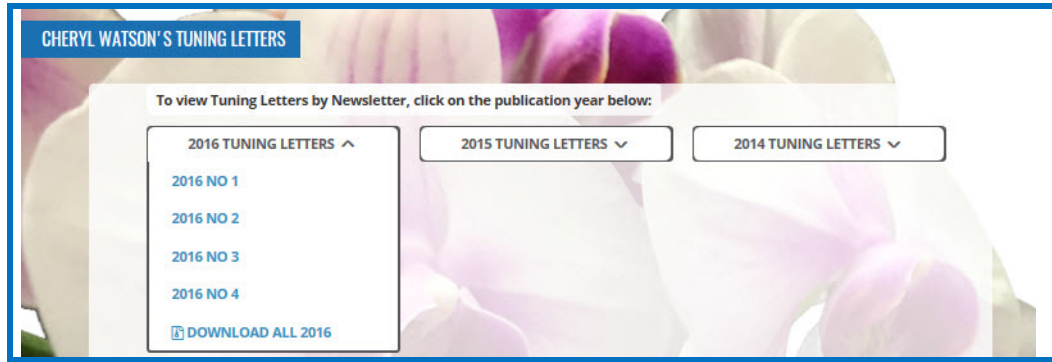 CHERYL WATSON'S TUNING LETTERS
To view Tuning Letters by Newsletter, click on the publication year below:
2016 TUNING LETTERS
2015 TUNING LETTERS
2014 TUNING LETTERS
2016 NO 1
2016 NO 2
2016 NO 3
2016 NO 4
DOWNLOAD ALL 2016